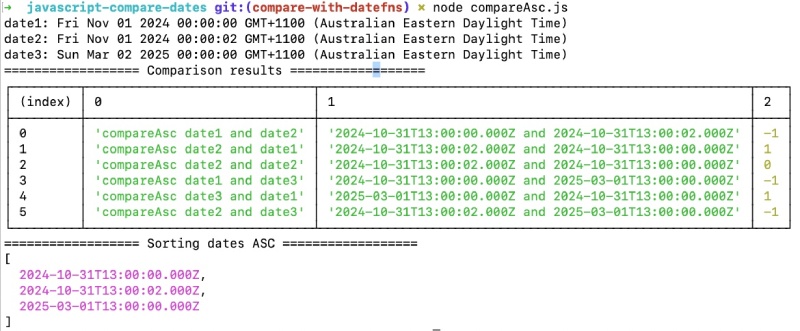 → javascript-compare-dates git:(compare-with-datefns) × node compareAsc.js
date1: Fri Nov 01 2024 00:00:00 GMT+1100 (Australian Eastern Daylight Time)
date2: Fri Nov 01 2024 00:00:02 GMT+1100 (Australian Eastern Daylight Time)
date3: Sun Mar 02 2025 00:00:00 GMT+1100 (Australian Eastern Daylight Time)
================= Comparison results =================
(index) 0 1 2
0 'compareAsc date1 and date2' '2024-10-31T13:00:00.000Z and 2024-10-31T13:00:02.000Z' -1
1 'compareAsc date2 and date1' '2024-10-31T13:00:02.000Z and 2024-10-31T13:00:00.000Z' 1
2 'compareAsc date2 and date2' '2024-10-31T13:00:02.000Z and 2024-10-31T13:00:02.000Z' 0
3 'compareAsc date1 and date3' '2024-10-31T13:00:00.000Z and 2025-03-01T13:00:00.000Z' -1
4 'compareAsc date3 and date1' '2025-03-01T13:00:00.000Z and 2024-10-31T13:00:00.000Z' 1
5 'compareAsc date2 and date3' '2024-10-31T13:00:02.000Z and 2025-03-01T13:00:00.000Z' -1
================= Sorting dates ASC =================
[
2024-10-31T13:00:00.000Z,
2024-10-31T13:00:02.000Z,
2025-03-01T13:00:00.000Z
]